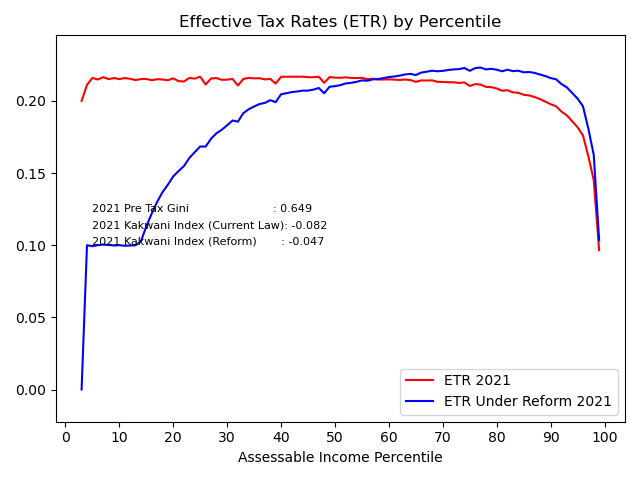 Effective Tax Rates (ETR) by Percentile
0.20
0.15
0.10
0.05
0.00
2021 Pre Tax Gini : 0.649
2021 Kakwani Index (Current Law): -0.082
2021 Kakwani Index (Reform) : -0.047
ETR 2021
ETR Under Reform 2021
0 10 20 30 40 50 60 70 80 90 100
Assessable Income Percentile